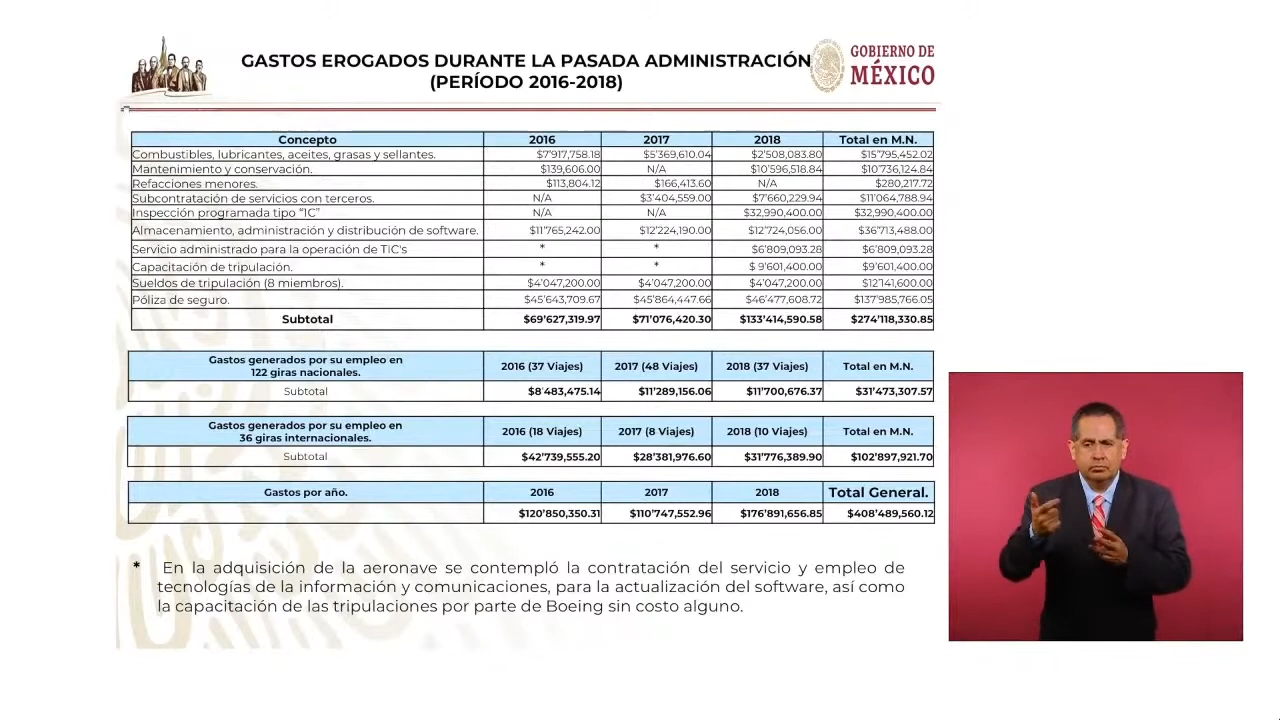 GASTOS EROGADOS DURANTE LA PASADA ADMINISTRACIÓN
(PERÍODO 2016-2018)
GOBIERNO DE
MÉXICO
Concepto 2016 2017 2018 Total en M.N.
Combustibles, lubricantes, aceites, grasas y sellantes. $7'917,758.18 $5'369,610.04 $2'508,083.80 $15'795,452.02
Mantenimiento y conservación. $139,606.00 N/A $10'596,518.84 $10'736,124.84
Refacciones menores. $113,804.12 $166,413.60 N/A $280,217.72
Subcontratación de servicios con terceros. N/A $3'404,559.00 $7'660,229.94 $11'064,788.94
Inspección programada tipo "1C" N/A N/A $32,990,400.00 $32,990,400.00
Almacenamiento, administración y distribución de software. $11'765,242.00 $12'224,190.00 $12'724,056.00 $36'713,488.00
Servicio administrado para la operación de TiC's * * $6'809,093.28 $6'809,093.28
Capacitación de tripulación. * * $ 9'601,400.00 $9'601,400.00
Sueldos de tripulación (8 miembros). $4'047,200.00 $4'047,200.00 $4'047,200.00 $12'141,600.00
Póliza de seguro. $45'643,709.67 $45'864,447.66 $46'477,608.72 $137'985,766.05
Subtotal $69'627,319.97 $71'076,420.30 $133'414,590.58 $274'118,330.85
Gastos generados por su empleo en
122 giras nacionales. 2016 (37 Viajes) 2017 (48 Viajes) 2018 (37 Viajes) Total en M.N.
Subtotal $8'483,475.14 $11'289,156.06 $11'700,676.37 $31'473,307.57
Gastos generados por su empleo en
36 giras internacionales. 2016 (18 Viajes) 2017 (8 Viajes) 2018 (10 Viajes) Total en M.N.
Subtotal $42'739,555.20 $28'381,976.60 $31'776,389.90 $102'897,921.70
Gastos por año. 2016 2017 2018 Total General.
$120'850,350.31 $110'747,552.96 $176'891,656.85 $408'489,560.12
* En la adquisición de la aeronave se contempló la contratación del servicio y empleo de
tecnologías de la información y comunicaciones, para la actualización del software, así como
la capacitación de las tripulaciones por parte de Boeing sin costo alguno.